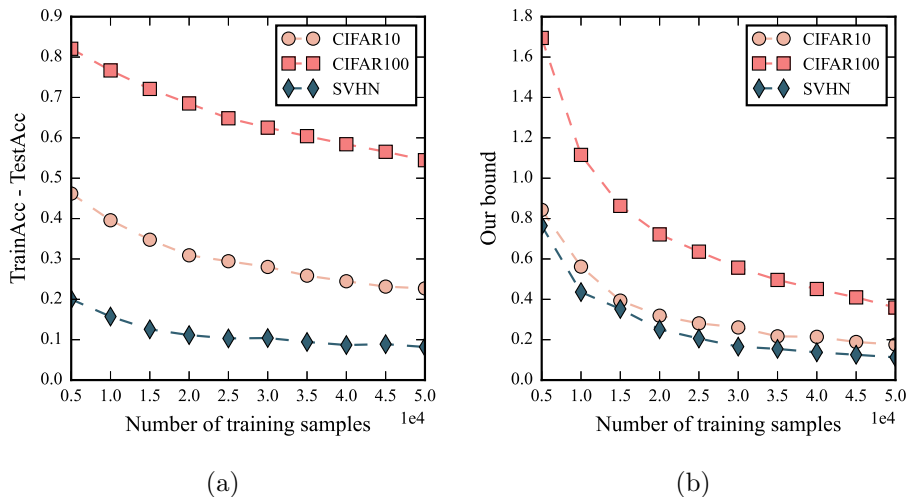 0.9
0.8
0.7
0.6
0.5
0.4
0.3
0.2
0.1
0.0
TrainAcc - TestAcc
CIFAR10
CIFAR100
SVHN
0.5 1.0 1.5 2.0 2.5 3.0 3.5 4.0 4.5 5.0
1e4
Number of training samples
(a)
1.8
1.6
1.4
1.2
1.0
0.8
0.6
0.4
0.2
0.0
Our bound
CIFAR10
CIFAR100
SVHN
0.5 1.0 1.5 2.0 2.5 3.0 3.5 4.0 4.5 5.0
1e4
Number of training samples
(b)